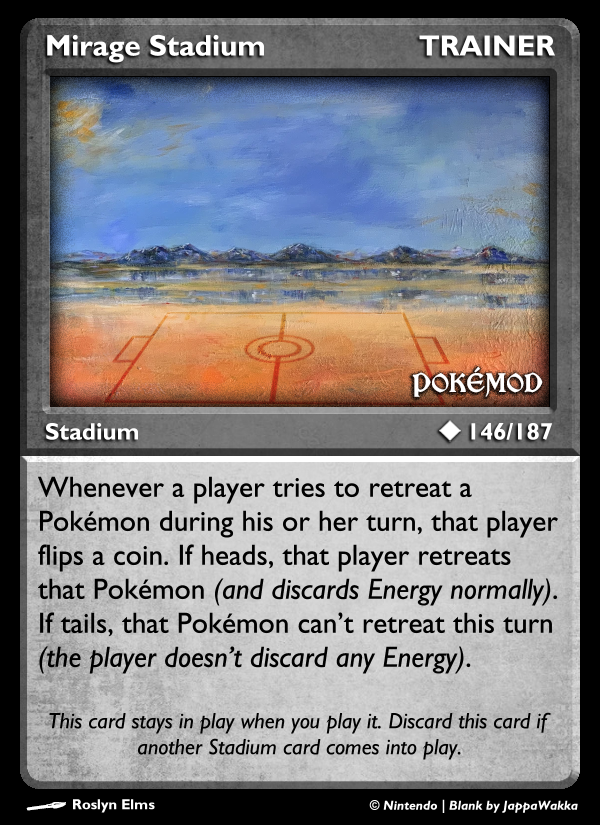 Mirage Stadium TRAINER
POKÉMOD
Stadium ◆ 146/187
Whenever a player tries to retreat a
Pokémon during his or her turn, that player
flips a coin. If heads, that player retreats
that Pokémon (and discards Energy normally).
If tails, that Pokémon can’t retreat this turn
(the player doesn’t discard any Energy).
This card stays in play when you play it. Discard this card if
another Stadium card comes into play.
Roslyn Elms © Nintendo | Blank by JappaWakka